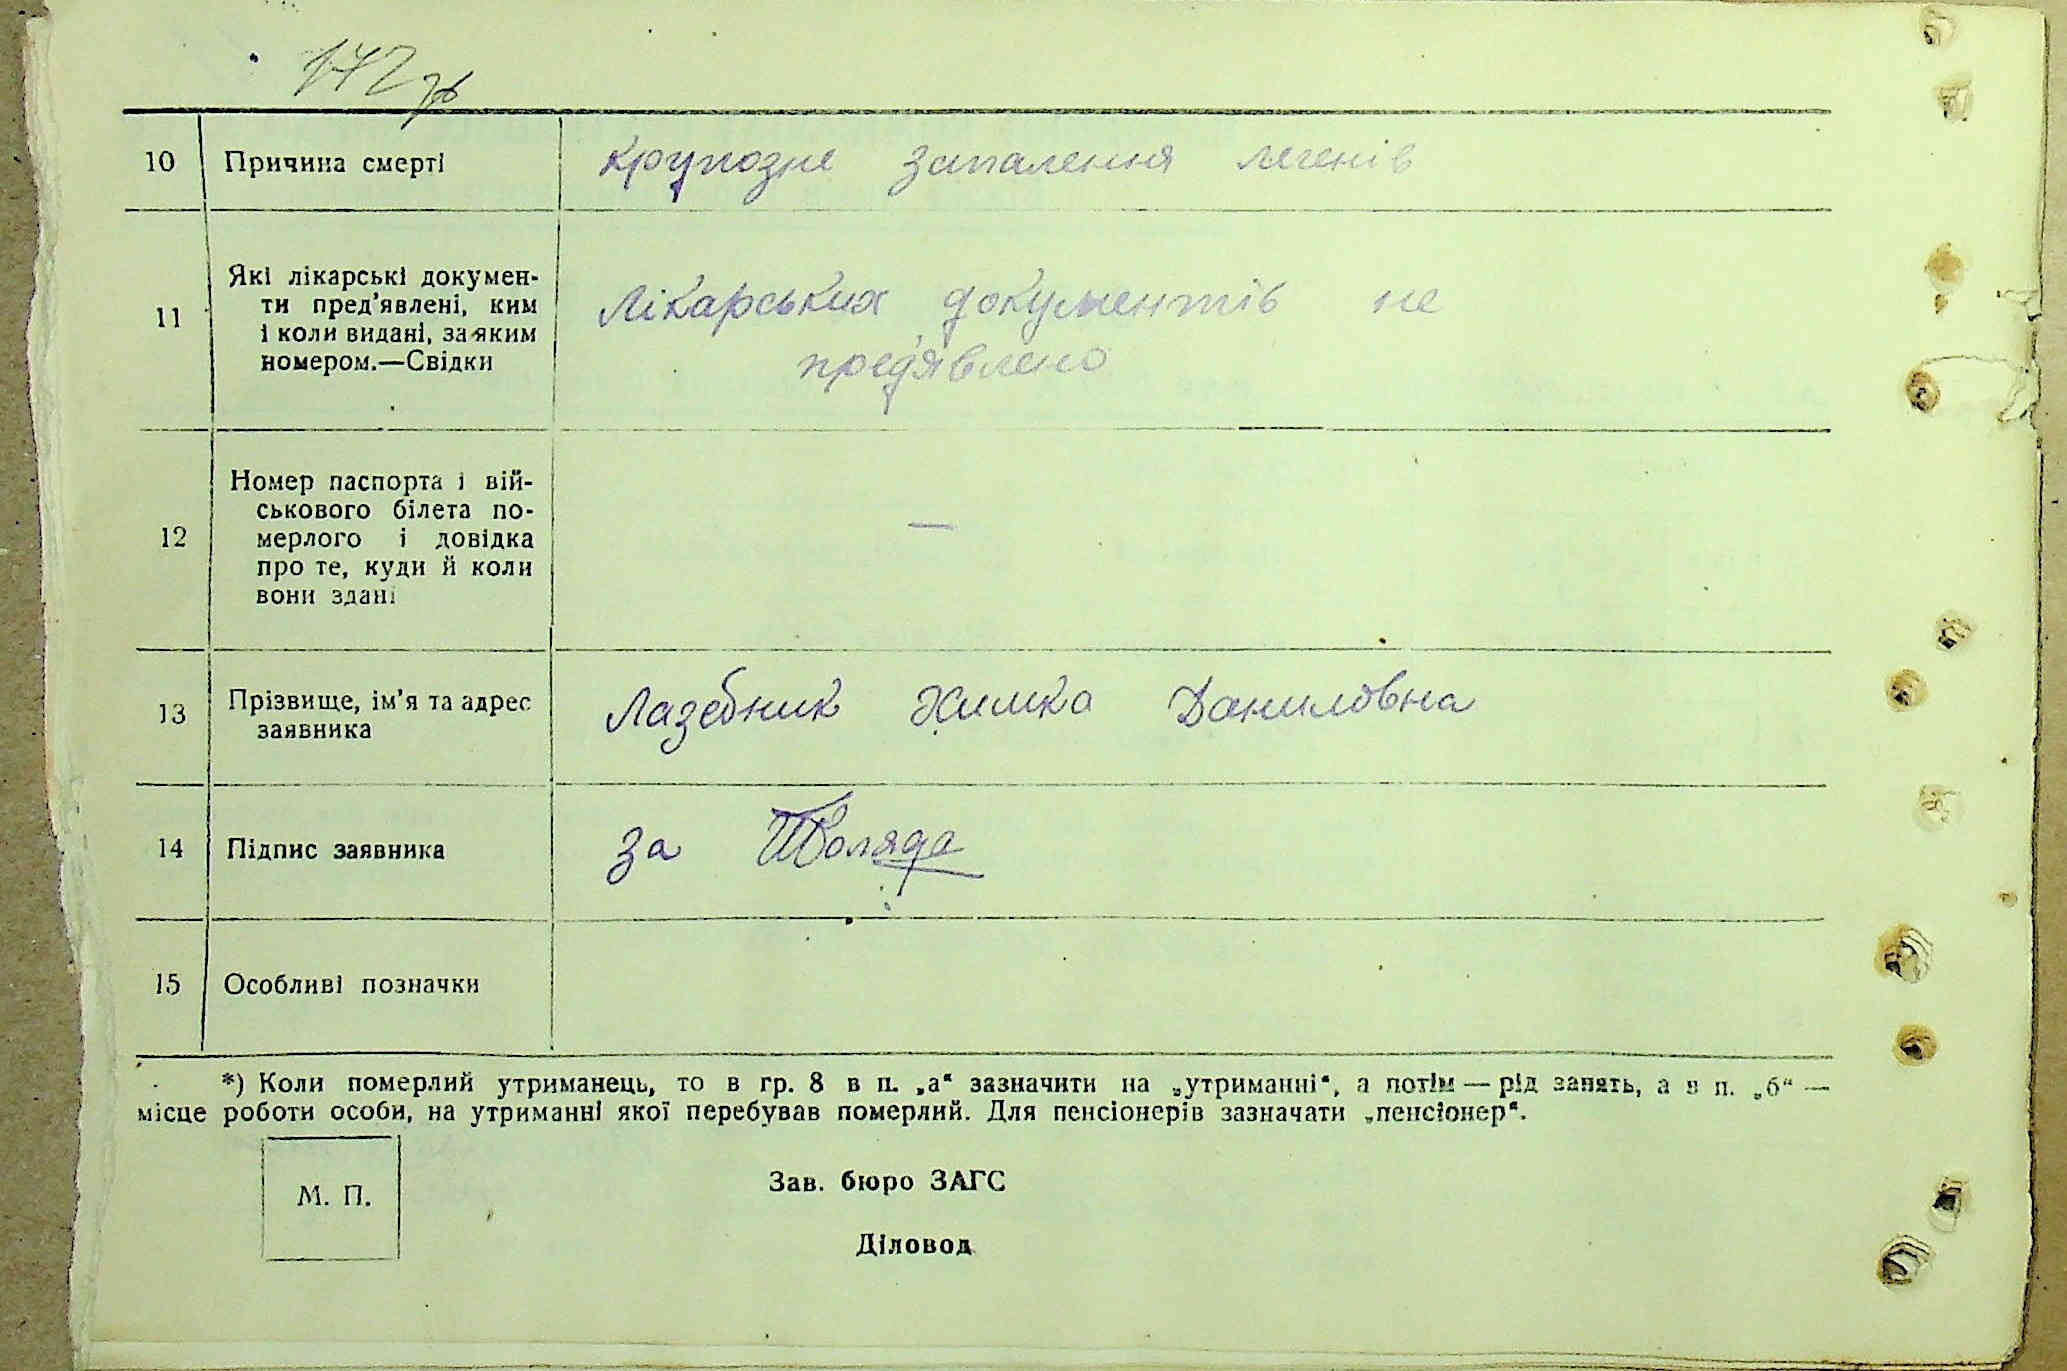 172 зв
10 Причина смерті крупозне запалення легенів
11 Які лікарські докумен-
ти пред'явлені, ким
і коли видані, за яким
номером.—Свідки
Лікарських документів не
пред'явлено
12 Номер паспорта і вій-
ськового білета по-
мерлого і довідка
про те, куди й коли
вони здані
—
13 Прізвище, ім'я та адрес
заявника
Лазебник Химка Даниловна
14 Підпис заявника за
15 Особливі позначки
*) Коли померлий утриманець, то в гр. 8 в п. „а“ зазначити на „утриманні“, а потім — рід занять, а в п. „б“ —
місце роботи особи, на утриманні якої перебував померлий. Для пенсіонерів зазначати „пенсіонер“.
М. П.
Зав. бюро ЗАГС
Діловод